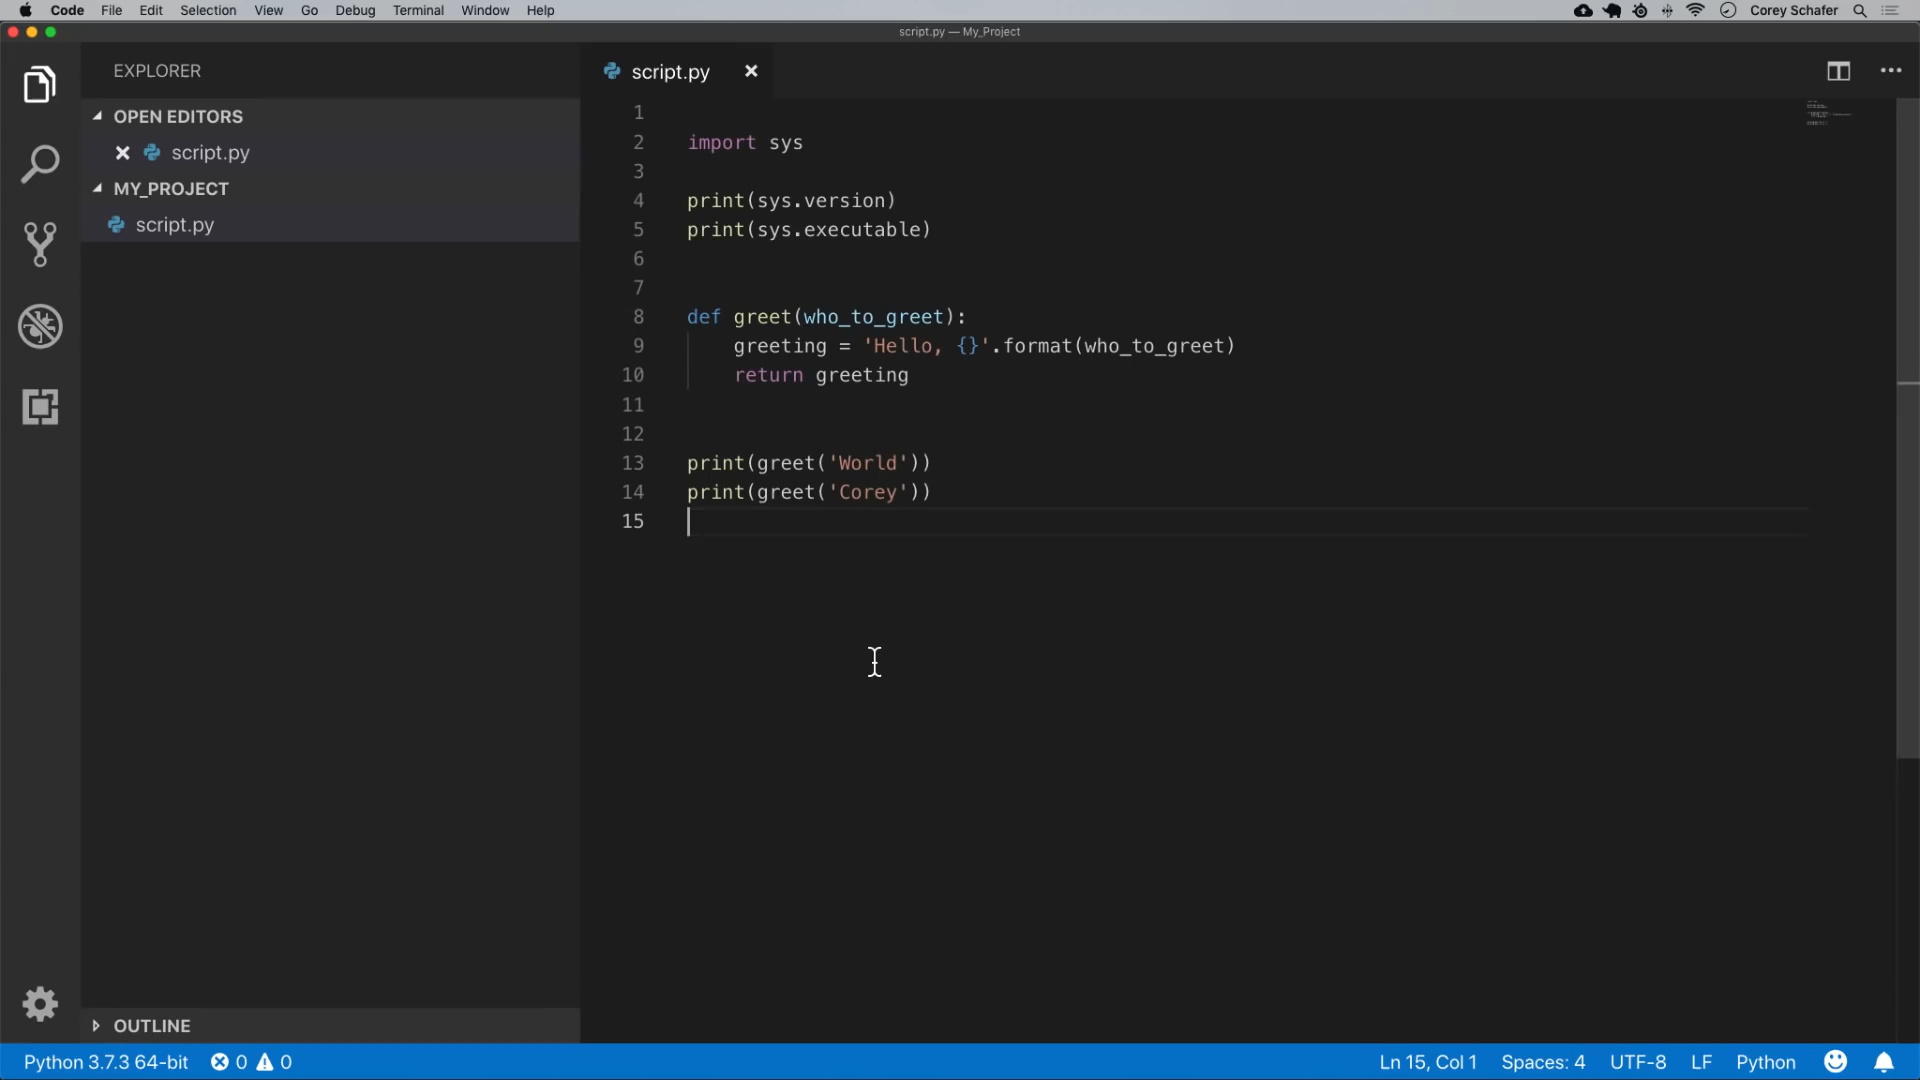 Code File Edit Selection View Go Debug Terminal Window Help Corey Schafer
script.py — My_Project
EXPLORER
OPEN EDITORS
script.py
MY_PROJECT
script.py
OUTLINE
script.py
1
2 import sys
3
4 print(sys.version)
5 print(sys.executable)
6
7
8 def greet(who_to_greet):
9 greeting = 'Hello, {}'.format(who_to_greet)
10 return greeting
11
12
13 print(greet('World'))
14 print(greet('Corey'))
15
Python 3.7.3 64-bit 0 0 Ln 15, Col 1 Spaces: 4 UTF-8 LF Python